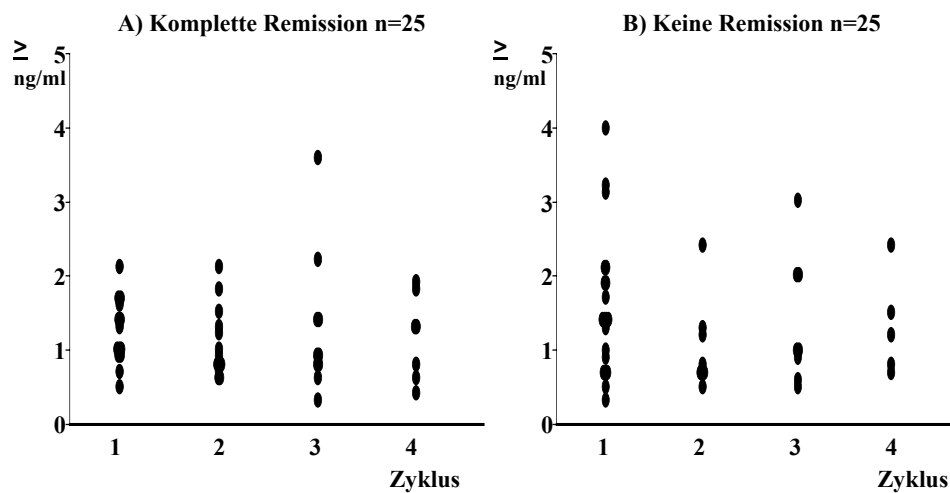 A) Komplette Remission n=25
≥
ng/ml
5
4
3
2
1
0
1 2 3 4
Zyklus
B) Keine Remission n=25
≥
ng/ml
5
4
3
2
1
0
1 2 3 4
Zyklus